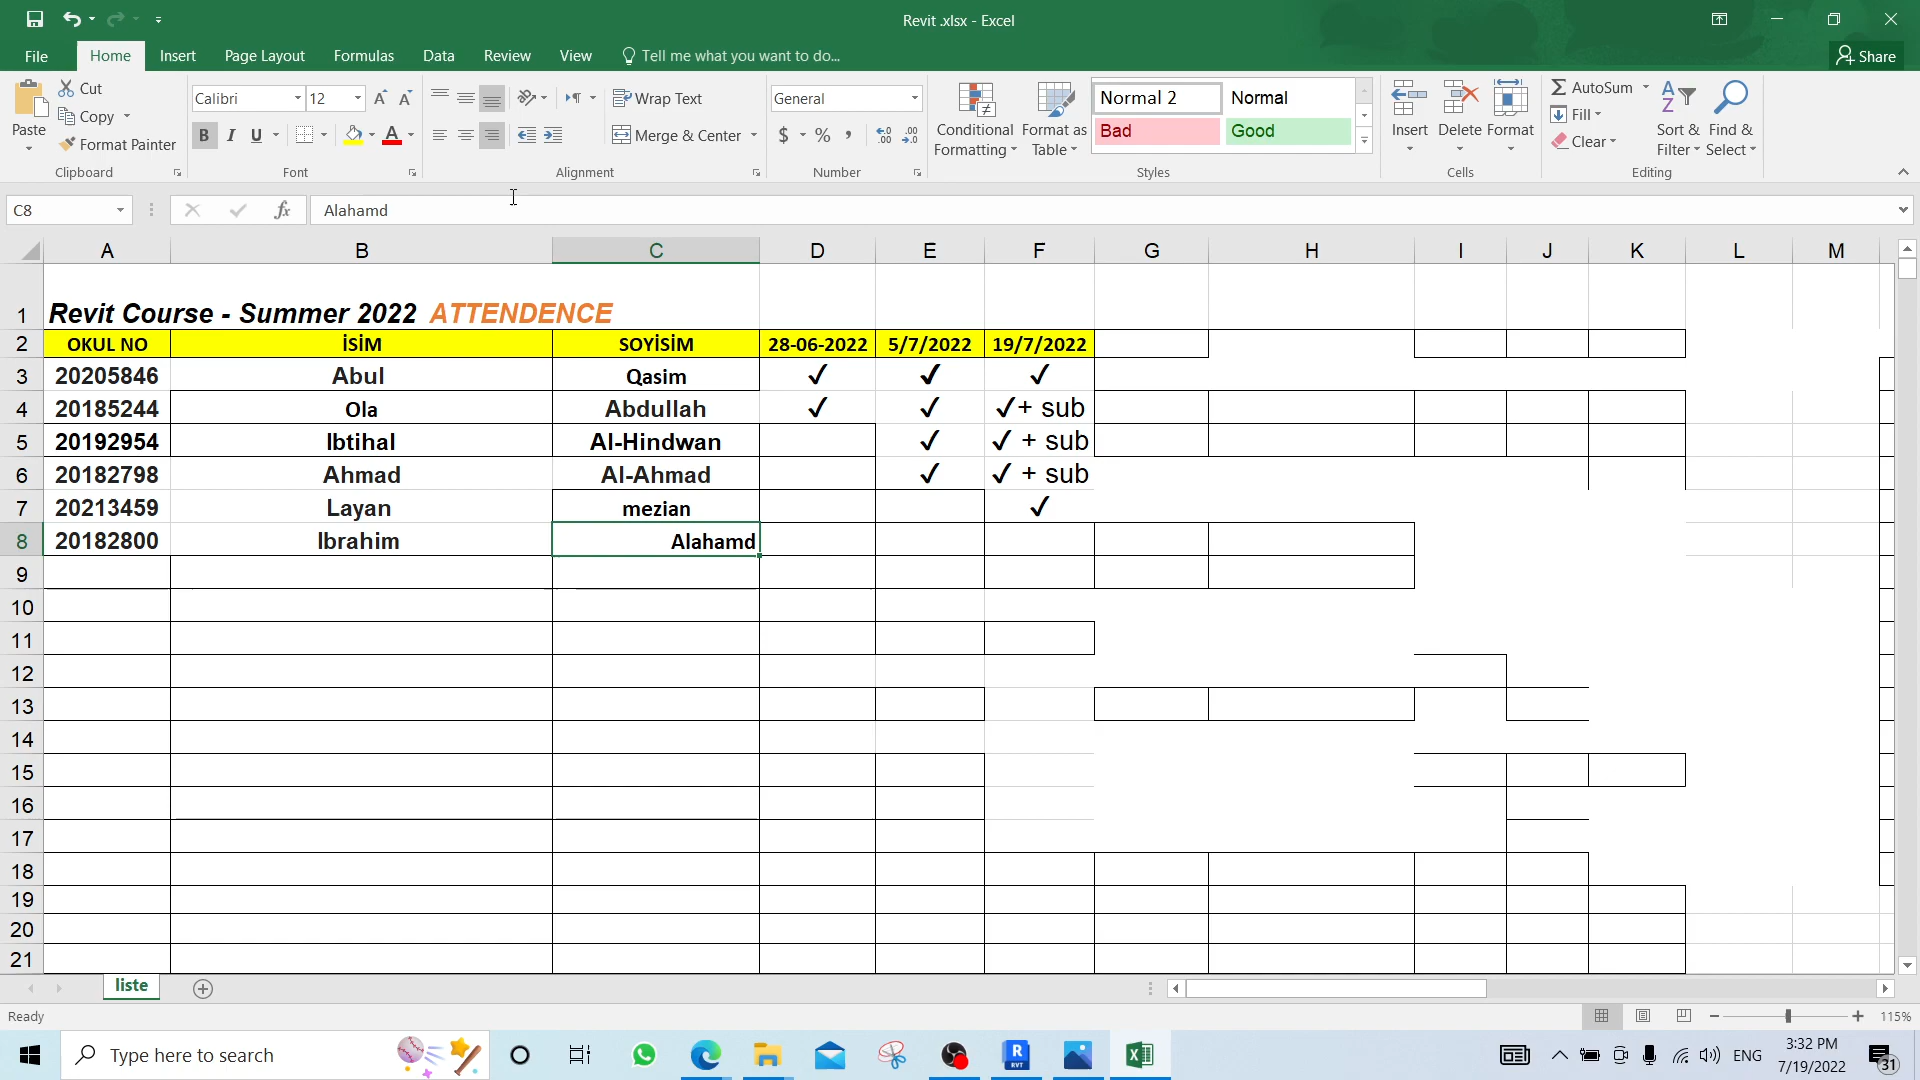 Revit .xlsx - Excel
File Home Insert Page Layout Formulas Data Review View Tell me what you want to do... Share
Paste Cut Copy Format Painter Clipboard
Calibri 12 B I U A Font
Wrap Text Merge & Center Alignment
General $ % , Number
Conditional Formatting Format as Table Normal 2 Normal Bad Good Styles
Insert Delete Format Cells
AutoSum Fill Clear Sort & Filter Find & Select Editing
C8 fx Alahamd
A B C D E F G H I J K L M
1 Revit Course - Summer 2022 ATTENDENCE
2 OKUL NO İSİM SOYİSİM 28-06-2022 5/7/2022 19/7/2022
3 20205846 Abul Qasim ✓ ✓ ✓
4 20185244 Ola Abdullah ✓ ✓ ✓+ sub
5 20192954 Ibtihal Al-Hindwan ✓ ✓ + sub
6 20182798 Ahmad Al-Ahmad ✓ ✓ + sub
7 20213459 Layan mezian ✓
8 20182800 Ibrahim Alahamd
9
10
11
12
13
14
15
16
17
18
19
20
21
liste
Ready 115%
Type here to search ENG 3:32 PM
7/19/2022 31